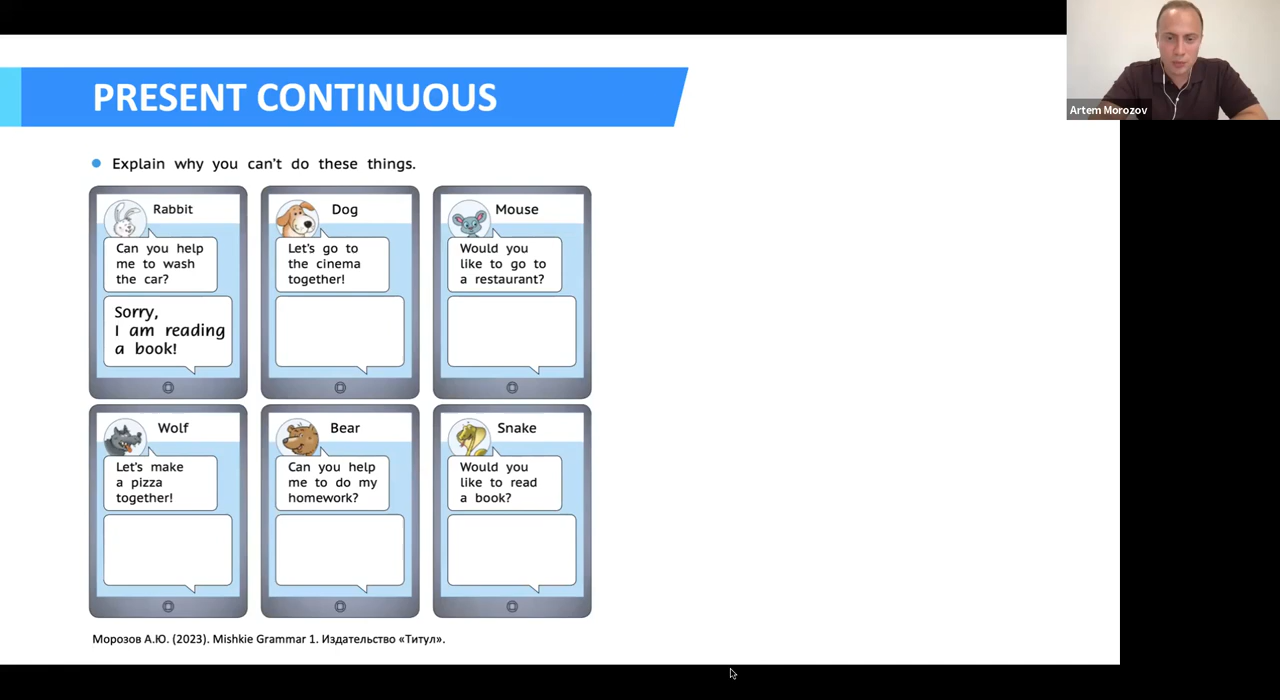 PRESENT CONTINUOUS
Artem Morozov
Explain why you can't do these things.
Rabbit
Can you help
me to wash
the car?
Sorry,
I am reading
a book!
Dog
Let's go to
the cinema
together!
Mouse
Would you
like to go to
a restaurant?
Wolf
Let's make
a pizza
together!
Bear
Can you help
me to do my
homework?
Snake
Would you
like to read
a book?
Морозов А.Ю. (2023). Mishkie Grammar 1. Издательство «Титул».